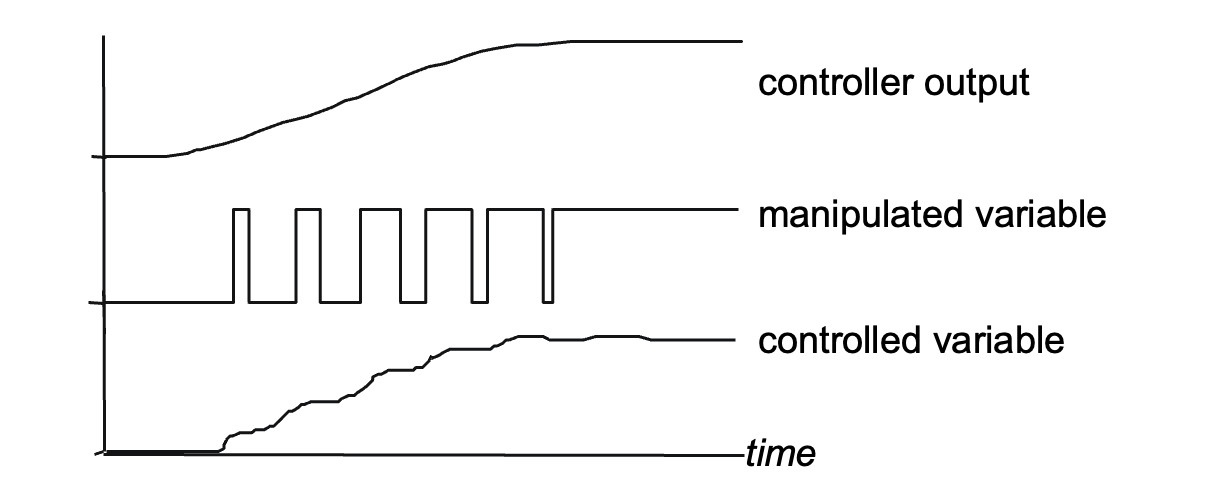 controller output
manipulated variable
controlled variable
time